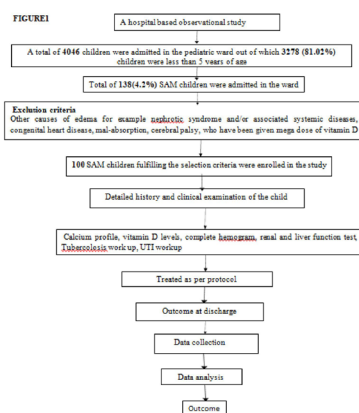 FIGURE1
A hospital based observational study
A total of 4046 children were admitted in the pediatric ward out of which 3278 (81.02%)
children were less than 5 years of age
Total of 138(4.2%) SAM children were admitted in the ward
Exclusion criteria
Other causes of edema for example nephrotic syndrome and/or associated systemic diseases,
congenital heart disease, mal-absorption, cerebral palsy, who have been given mega dose of vitamin D
100 SAM children fulfilling the selection criteria were enrolled in the study
Detailed history and clinical examination of the child
Calcium profile, vitamin D levels, complete hemogram, renal and liver function test,
Tubercolosis work up, UTI workup
Treated as per protocol
Outcome at discharge
Data collection
Data analysis
Outcome